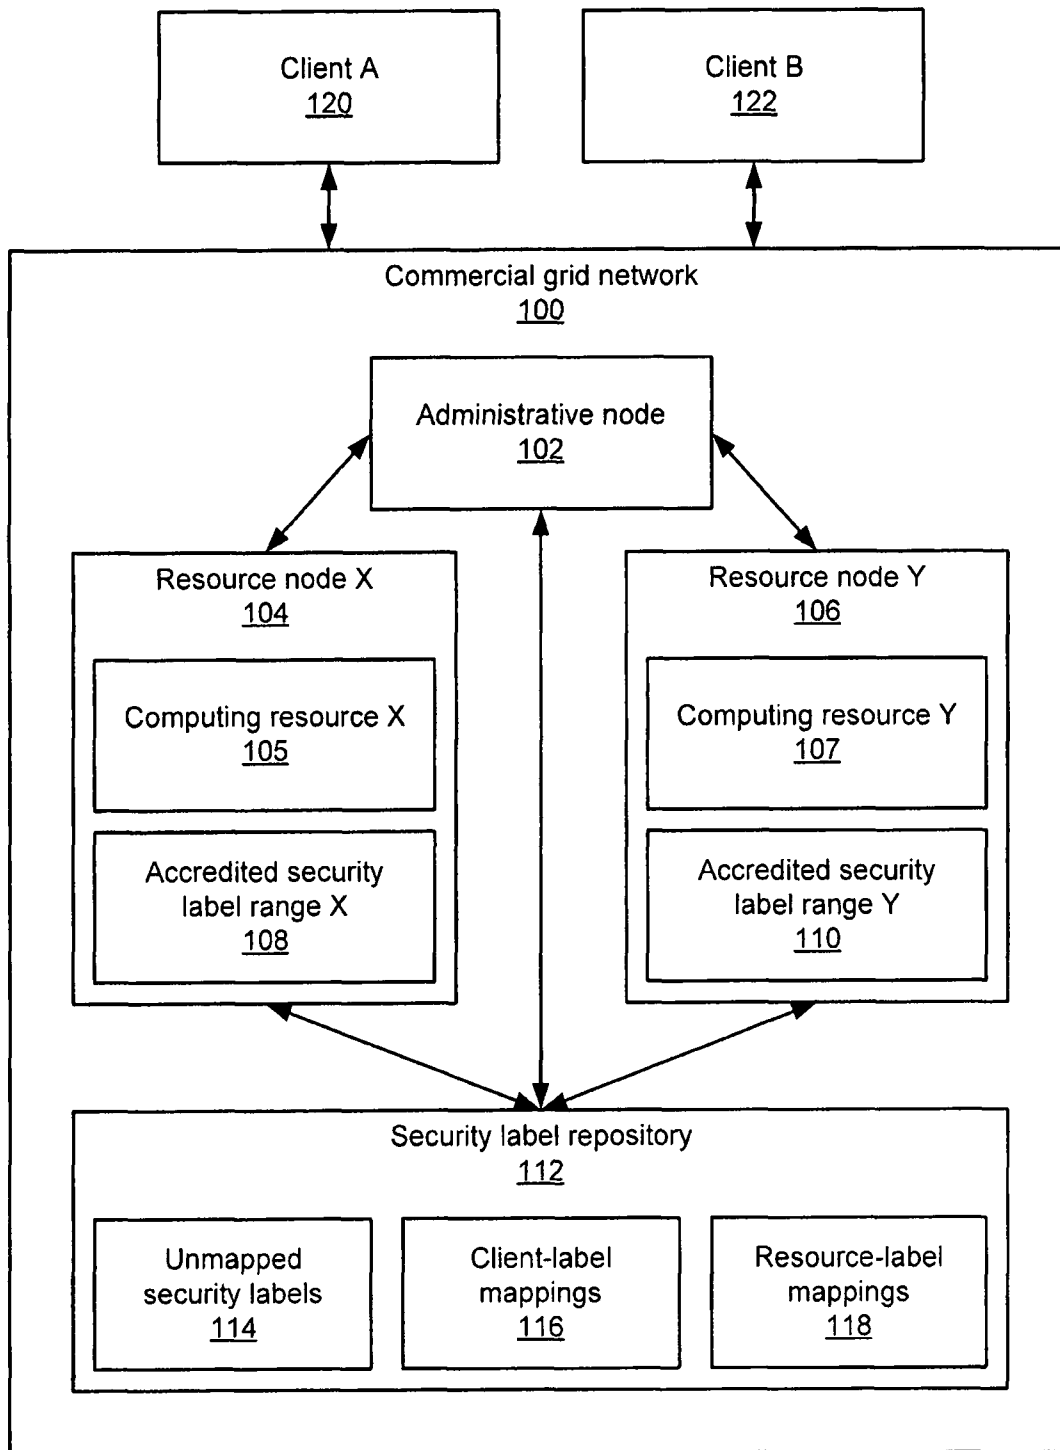 Client A
120
Client B
122
Commercial grid network
100
Administrative node
102
Resource node X
104
Computing resource X
105
Accredited security
label range X
108
Resource node Y
106
Computing resource Y
107
Accredited security
label range Y
110
Security label repository
112
Unmapped
security labels
114
Client-label
mappings
116
Resource-label
mappings
118